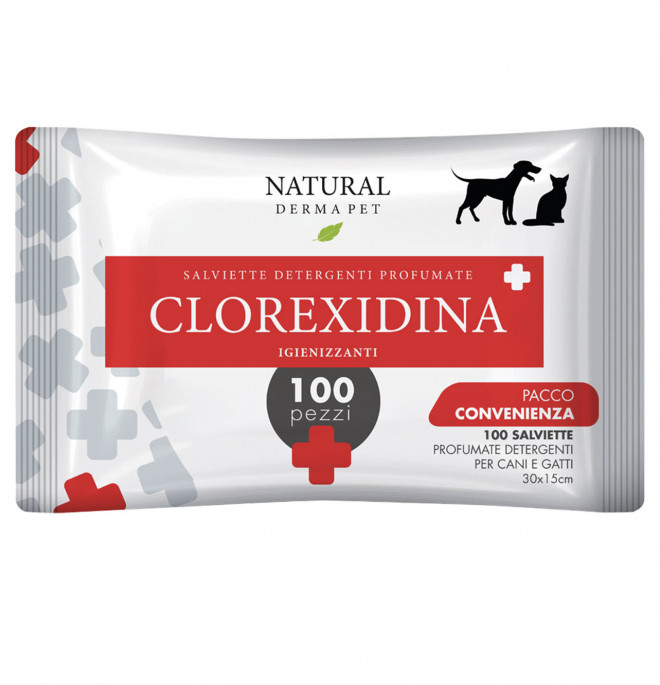 NATURAL
DERMA PET
SALVIETTE DETERGENTI PROFUMATE
CLOREXIDINA
IGIENIZZANTI
100
pezzi
PACCO
CONVENIENZA
100 SALVIETTE
PROFUMATE DETERGENTI
PER CANI E GATTI
30x15cm